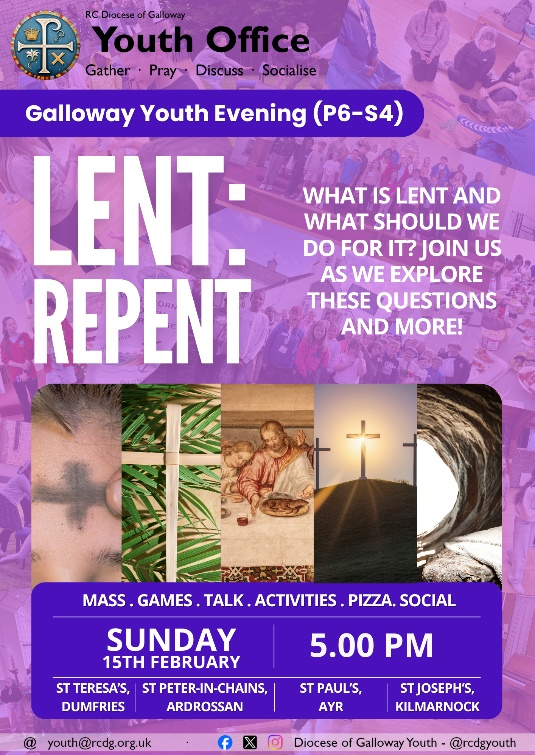 RC Diocese of Galloway
Youth Office
Gather · Pray · Discuss · Socialise
Galloway Youth Evening (P6-S4)
LENT:
REPENT
WHAT IS LENT AND
WHAT SHOULD WE
DO FOR IT? JOIN US
AS WE EXPLORE
THESE QUESTIONS
AND MORE!
MASS . GAMES . TALK . ACTIVITIES . PIZZA. SOCIAL
SUNDAY
15TH FEBRUARY
5.00 PM
ST TERESA'S,
DUMFRIES
ST PETER-IN-CHAINS,
ARDROSSAN
ST PAUL'S,
AYR
ST JOSEPH'S,
KILMARNOCK
@ youth@rcdg.org.uk · Diocese of Galloway Youth - @rcdgyouth